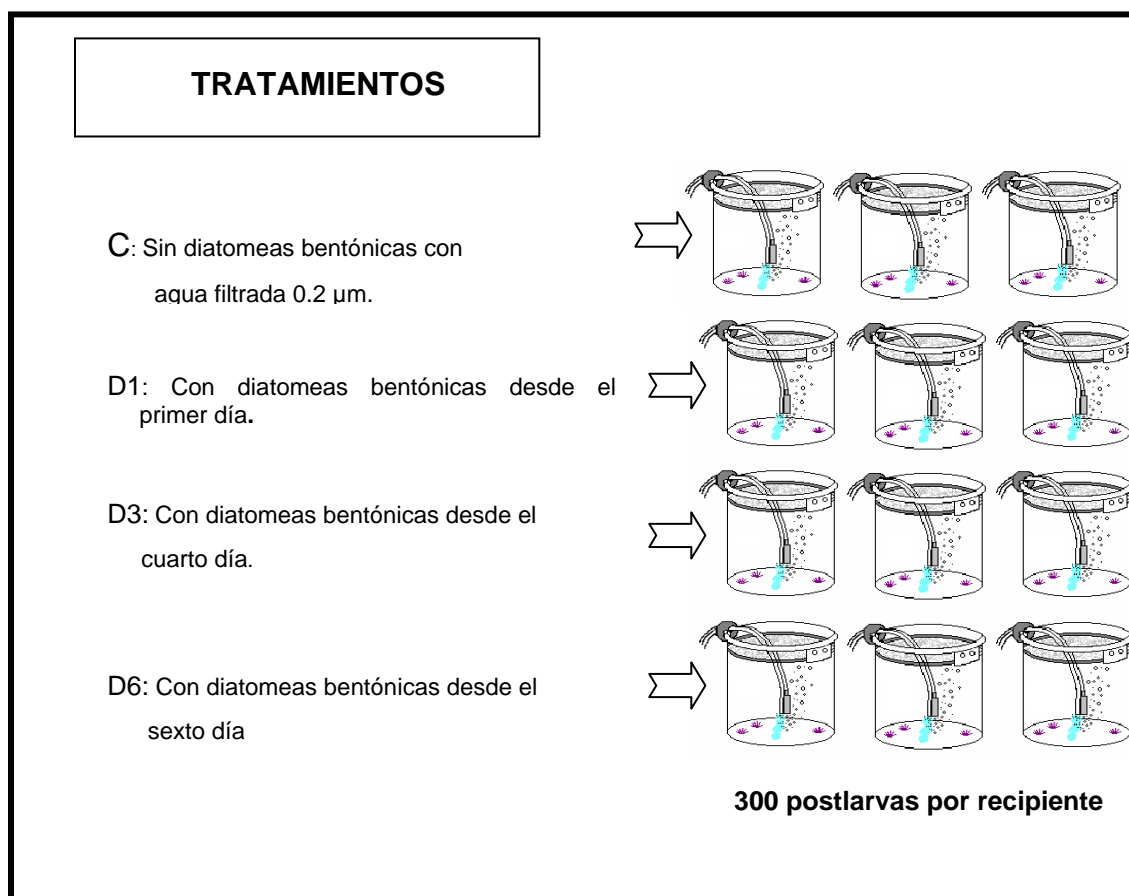 TRATAMIENTOS
C: Sin diatomeas bentónicas con
agua filtrada 0.2 µm.
D1: Con diatomeas bentónicas desde el
primer día.
D3: Con diatomeas bentónicas desde el
cuarto día.
D6: Con diatomeas bentónicas desde el
sexto día
300 postlarvas por recipiente